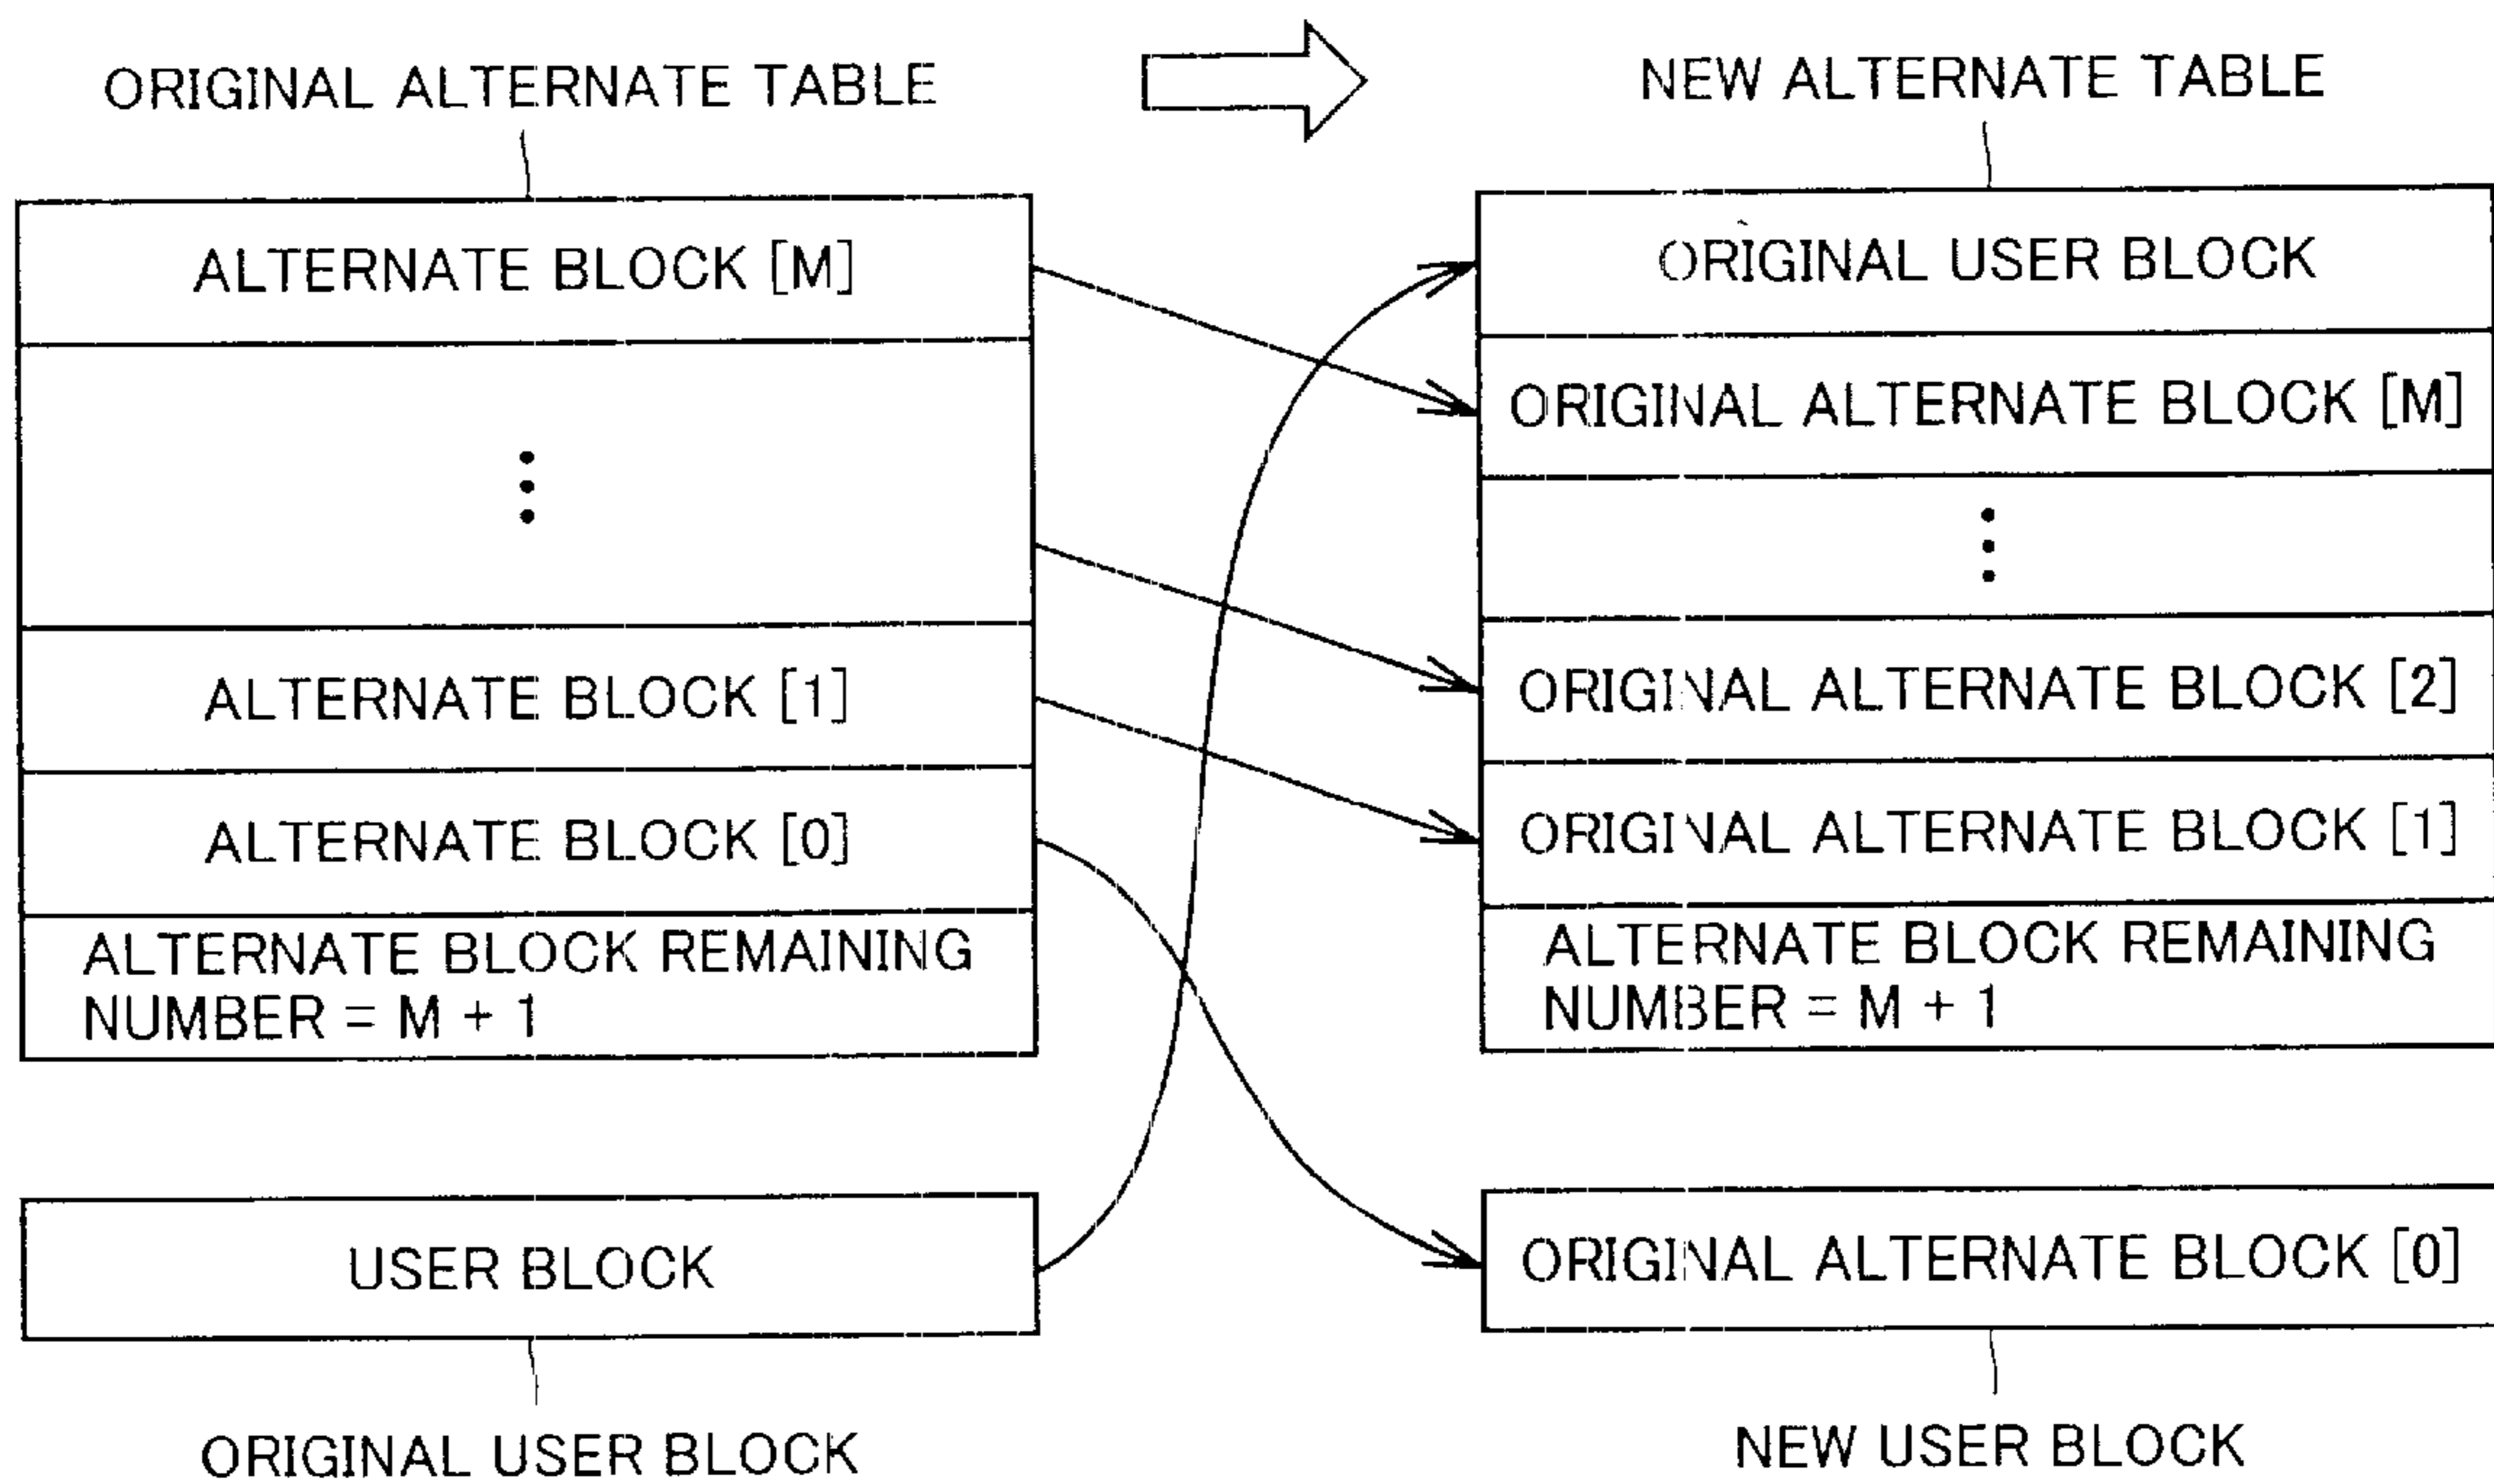 ORIGINAL ALTERNATE TABLE
ALTERNATE BLOCK [M]
ALTERNATE BLOCK [1]
ALTERNATE BLOCK [0]
ALTERNATE BLOCK REMAINING
NUMBER = M + 1
USER BLOCK
ORIGINAL USER BLOCK
NEW ALTERNATE TABLE
ORIGINAL USER BLOCK
ORIGINAL ALTERNATE BLOCK [M]
ORIGINAL ALTERNATE BLOCK [2]
ORIGINAL ALTERNATE BLOCK [1]
ALTERNATE BLOCK REMAINING
NUMBER = M + 1
ORIGINAL ALTERNATE BLOCK [0]
NEW USER BLOCK